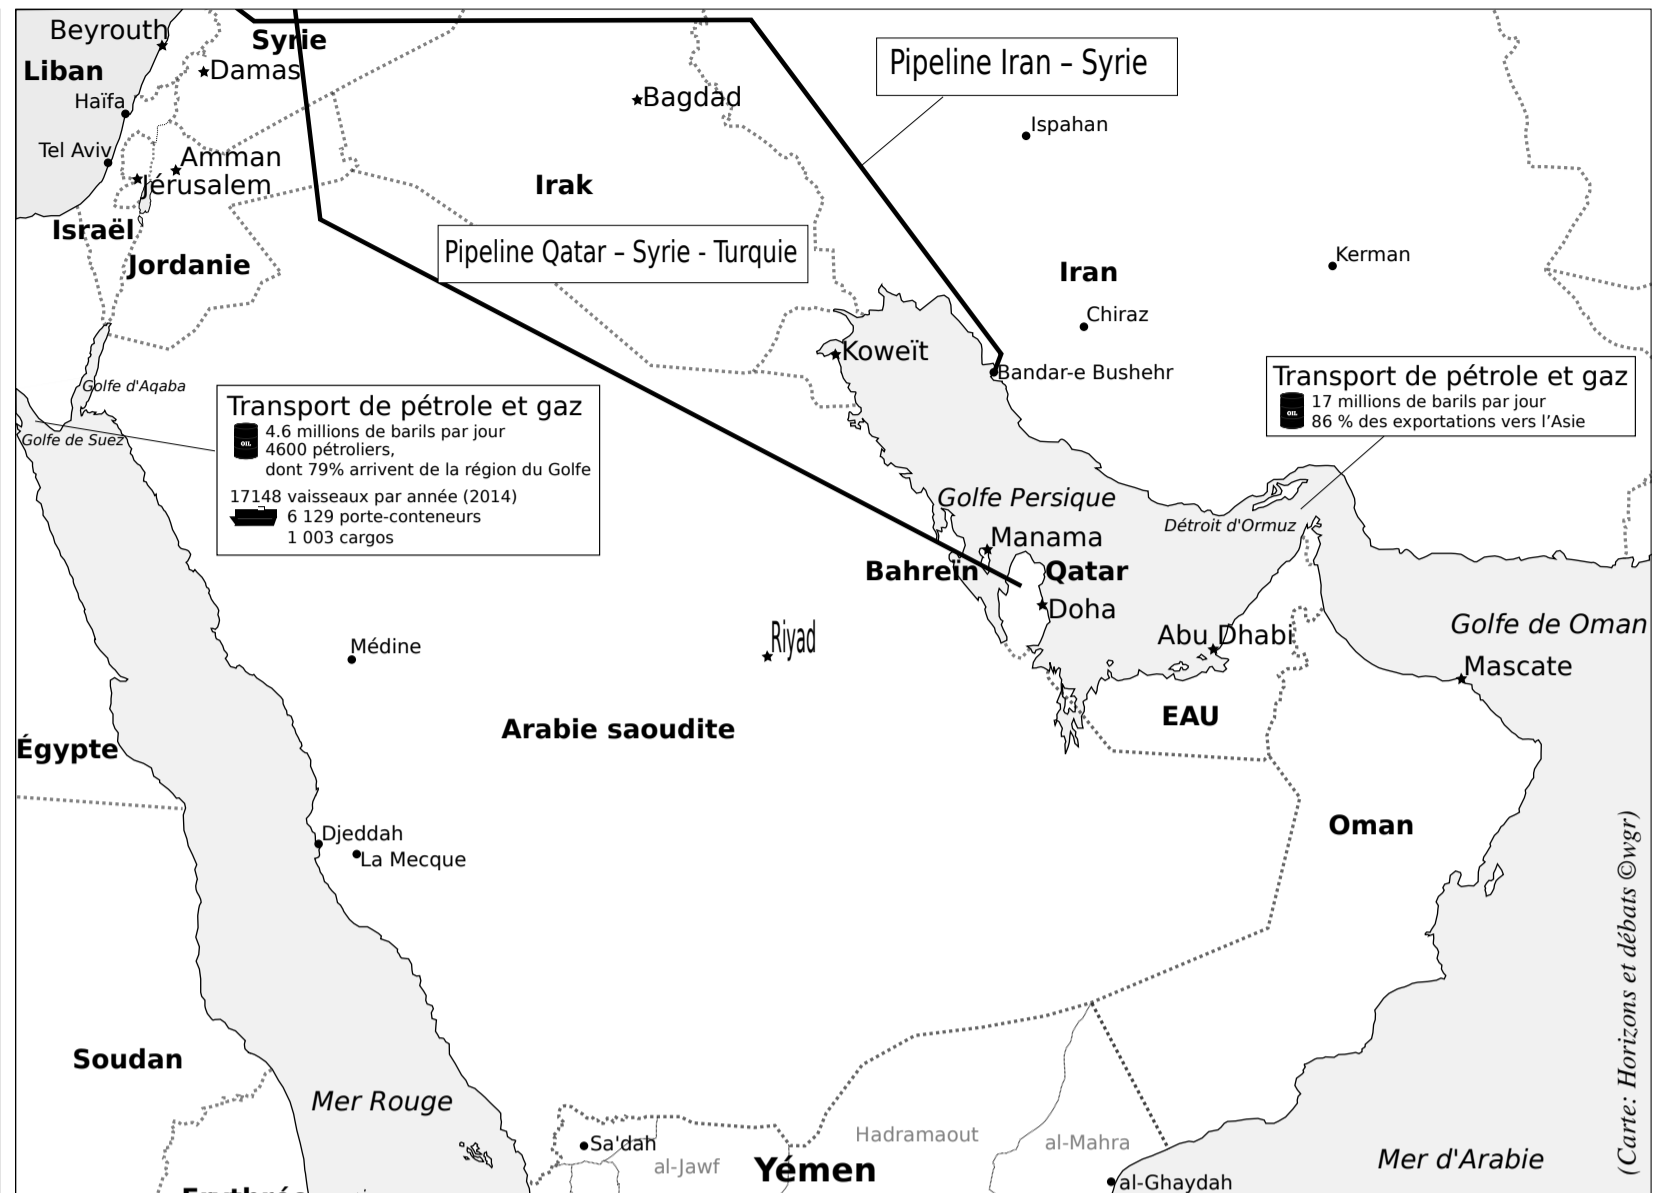 Beyrouth
Syrie
Liban
Damas
Pipeline Iran – Syrie
Haïfa
Bagdad
Ispahan
Tel Aviv
Amman
Jérusalem
Irak
Israël
Jordanie
Pipeline Qatar – Syrie - Turquie
Iran
Kerman
Chiraz
Koweït
Bandar-e Bushehr
Golfe d'Aqaba
Golfe de Suez
Transport de pétrole et gaz
OIL
4.6 millions de barils par jour
4600 pétroliers,
dont 79% arrivent de la région du Golfe
17148 vaisseaux par année (2014)
6 129 porte-conteneurs
1 003 cargos
Transport de pétrole et gaz
OIL
17 millions de barils par jour
86 % des exportations vers l’Asie
Golfe Persique
Détroit d'Ormuz
Manama
Bahreïn
Qatar
Doha
Abu Dhabi
Golfe de Oman
Mascate
Médine
Riyad
Arabie saoudite
EAU
Égypte
Oman
Djeddah
La Mecque
Soudan
Mer Rouge
Sa'dah
al-Jawf
Yémen
Hadramaout
al-Mahra
al-Ghaydah
Mer d'Arabie
(Carte: Horizons et débats ©wgr)